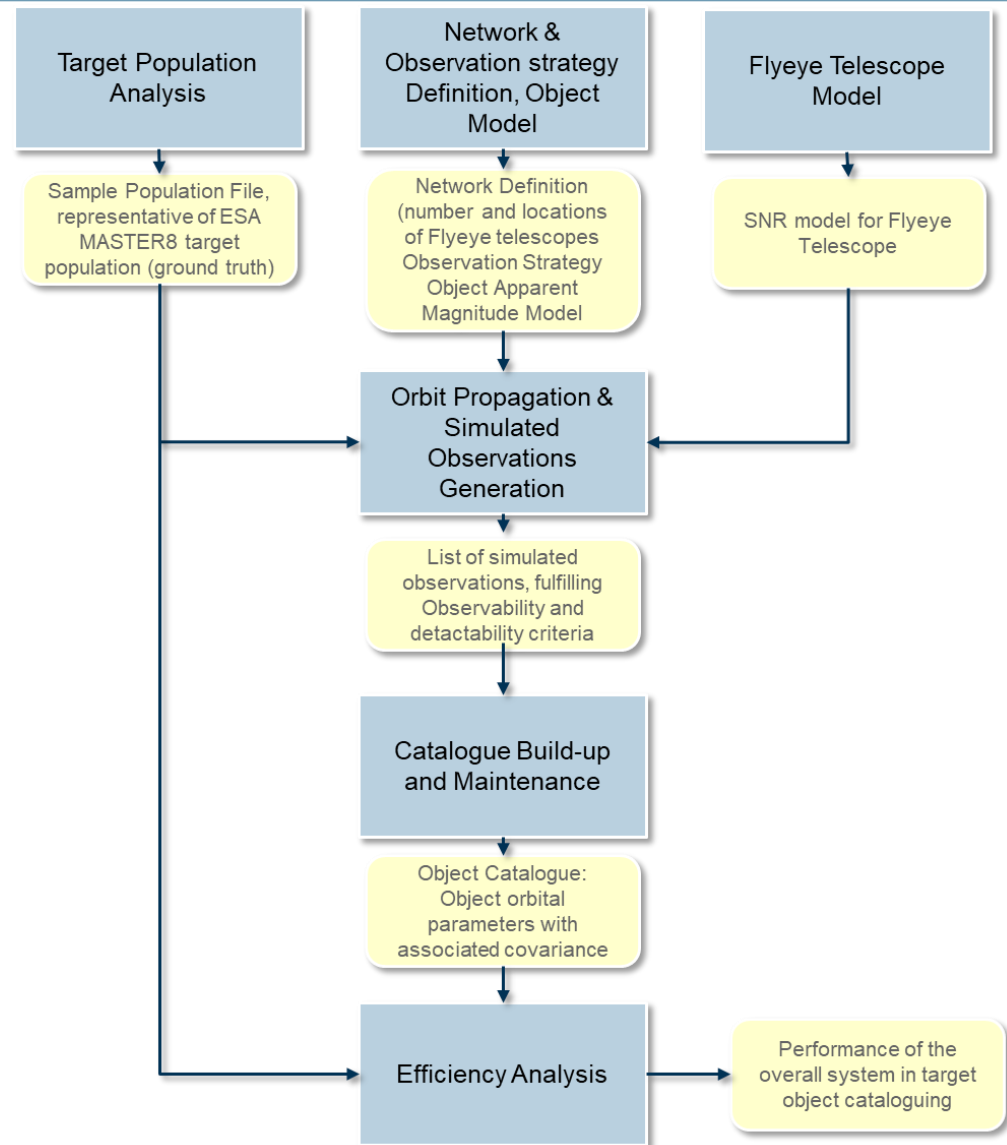 Target Population
Analysis
Network &
Observation strategy
Definition, Object
Model
Flyeye Telescope
Model
Sample Population File,
representative of ESA
MASTER8 target
population (ground truth)
Network Definition
(number and locations
of Flyeye telescopes
Observation Strategy
Object Apparent
Magnitude Model
SNR model for Flyeye
Telescope
Orbit Propagation &
Simulated
Observations
Generation
List of simulated
observations, fulfilling
Observability and
detactability criteria
Catalogue Build-up
and Maintenance
Object Catalogue:
Object orbital
parameters with
associated covariance
Efficiency Analysis
Performance of the
overall system in target
object cataloguing